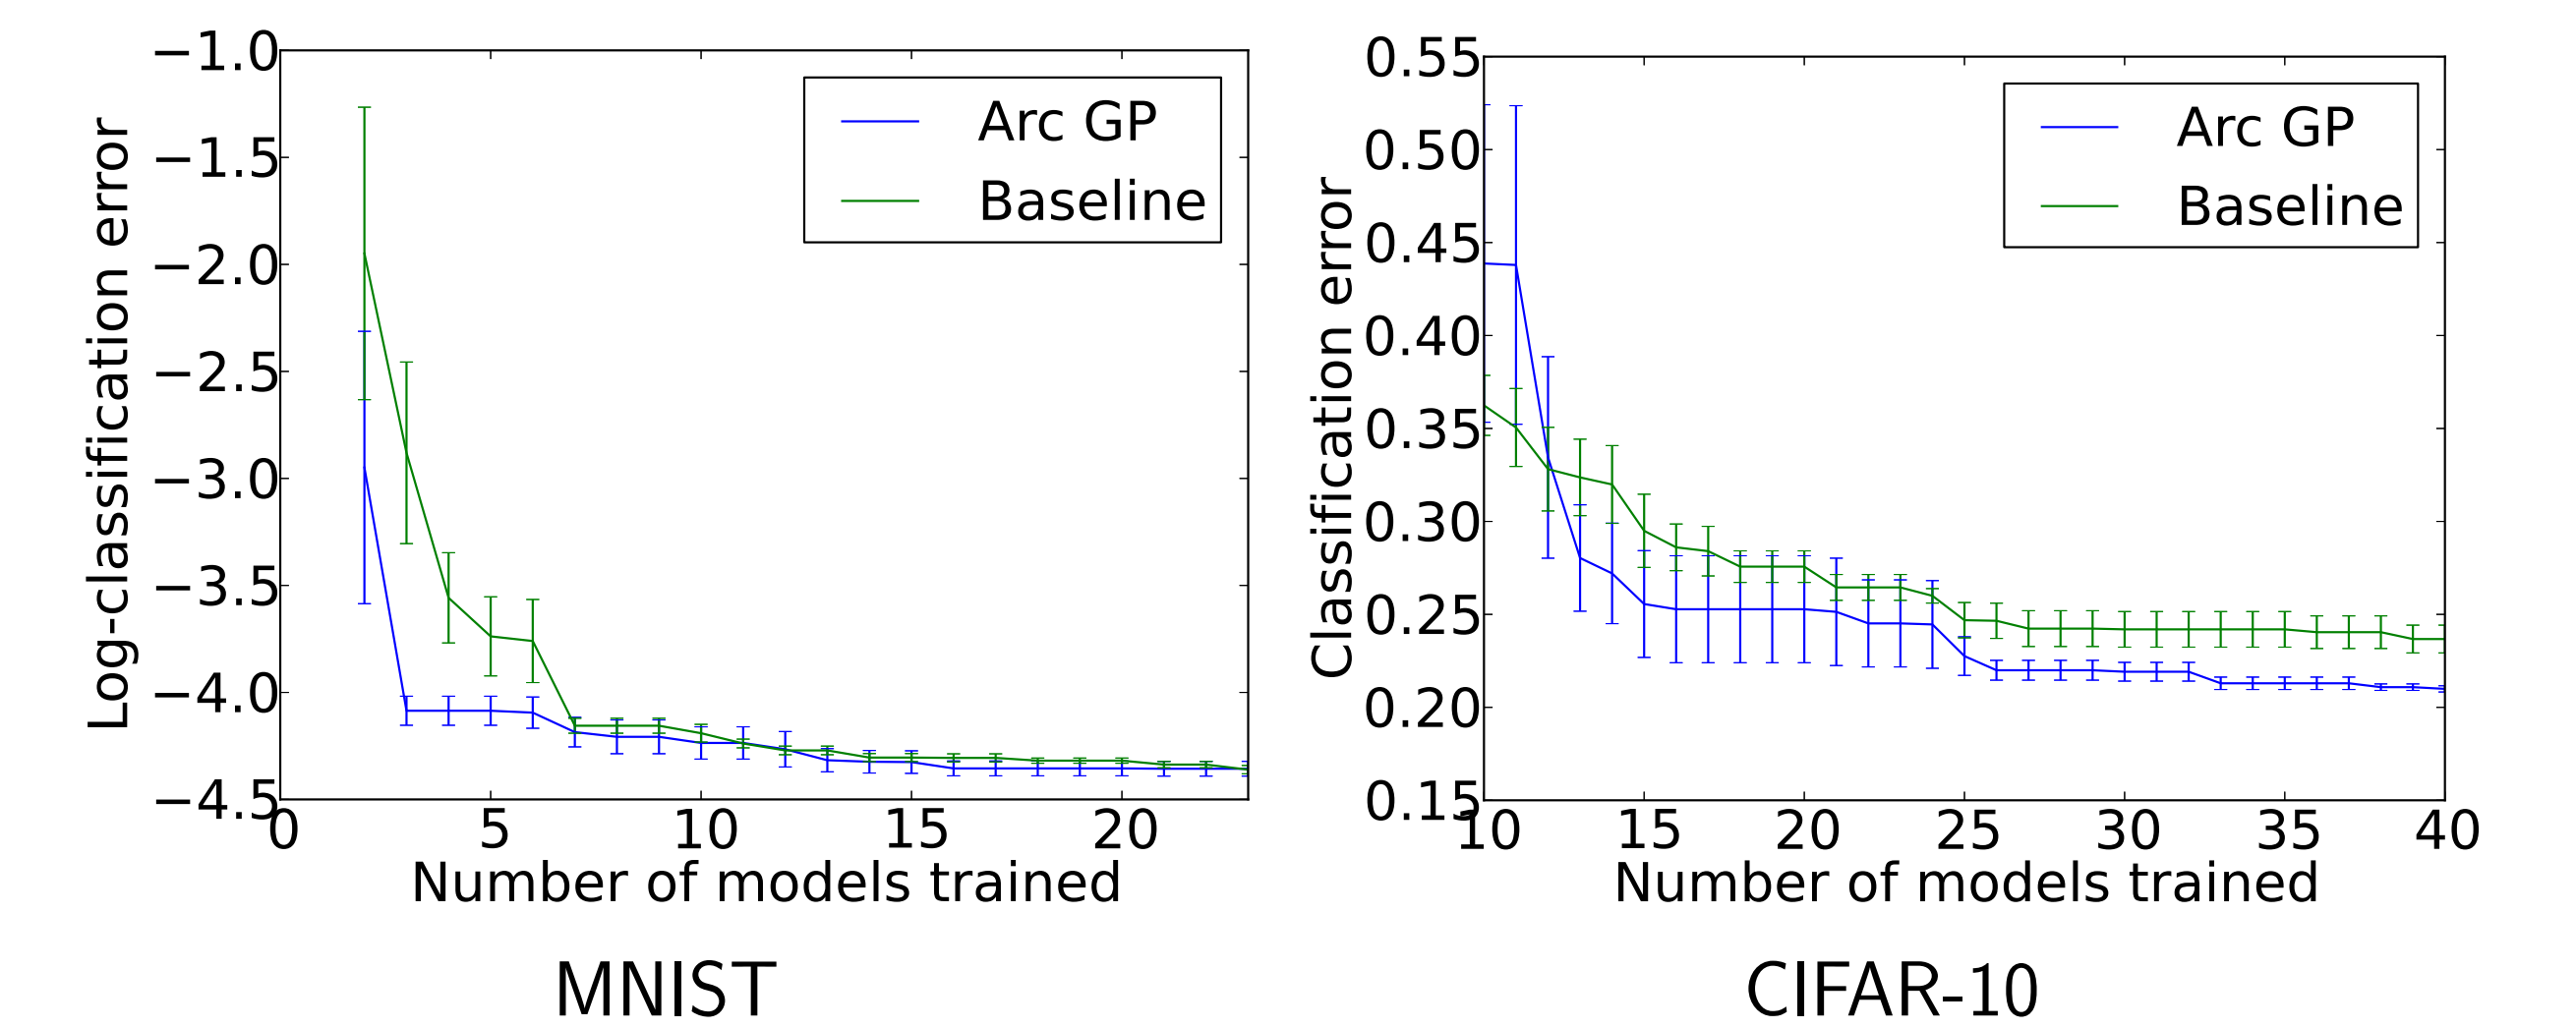 −1.0
−1.5
−2.0
−2.5
−3.0
−3.5
−4.0
−4.5
Log-classification error
0 5 10 15 20
Number of models trained
Arc GP
Baseline
MNIST
0.55
0.50
0.45
0.40
0.35
0.30
0.25
0.20
0.15
Classification error
10 15 20 25 30 35 40
Number of models trained
Arc GP
Baseline
CIFAR-10